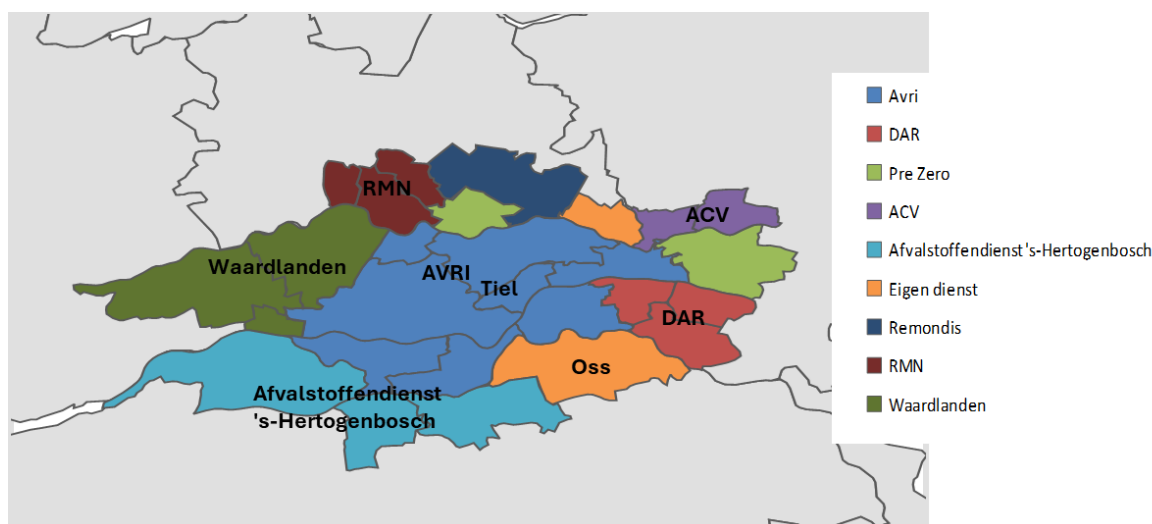 RMN
ACV
Waardlanden
AVRI
Tiel
DAR
Oss
Afvalstoffendienst
's-Hertogenbosch
Avri
DAR
Pre Zero
ACV
Afvalstoffendienst 's-Hertogenbosch
Eigen dienst
Remondis
RMN
Waardlanden